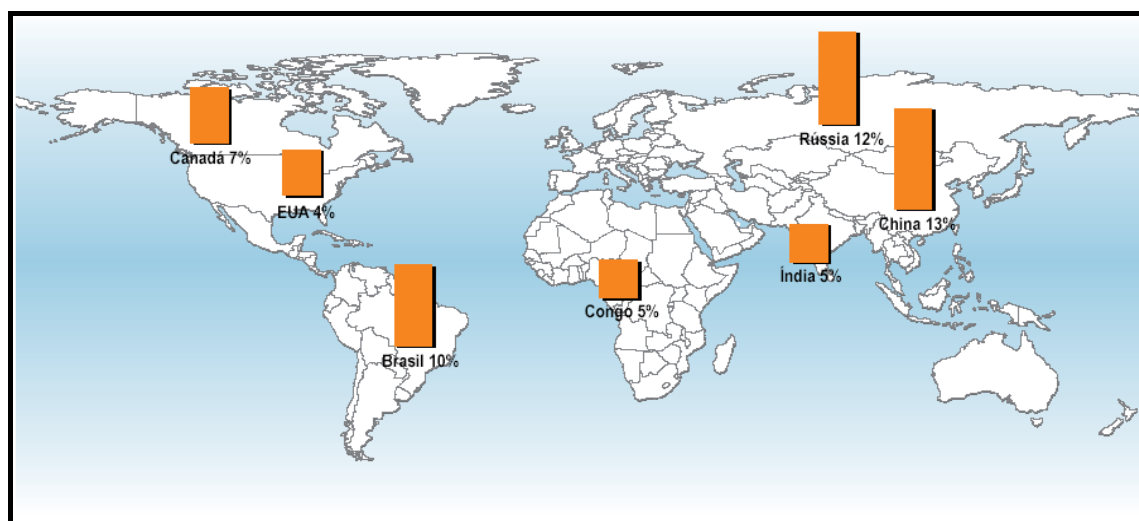 Rússia 12%
Canadá 7%
EUA 4%
China 13%
Índia 5%
Congo 5%
Brasil 10%